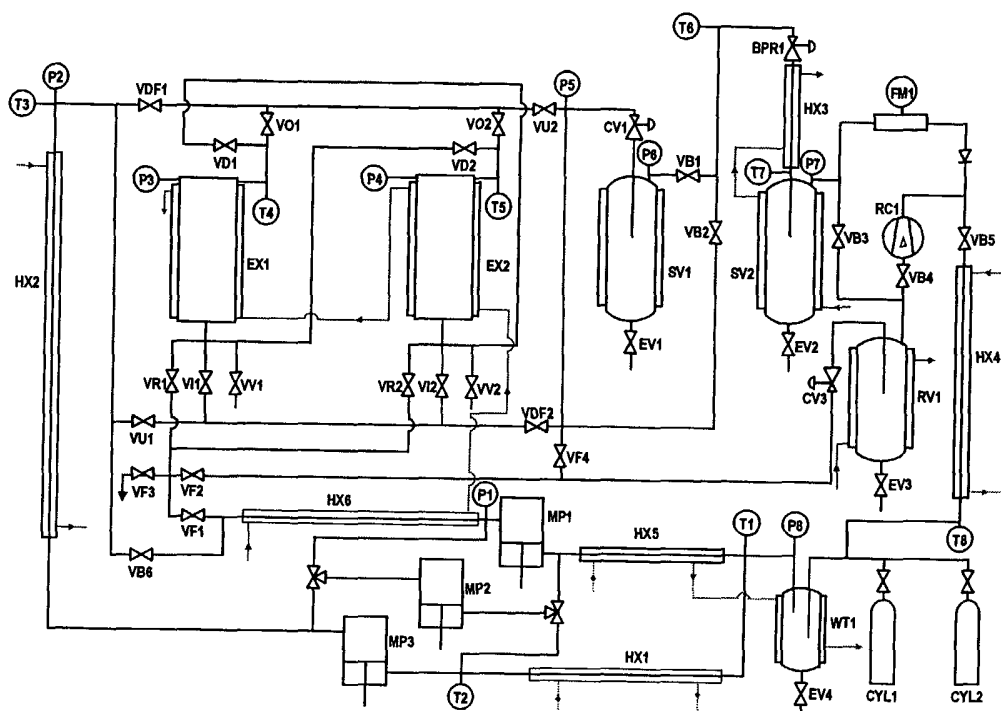 T6
BPR1
P2
T3
VDF1
P5
FM1
HX3
VO1
VO2
VU2
CV1
P6
VD1
VD2
VB1
T7
P7
P3
P4
T4
T5
RC1
VB2
VB3
VB5
EX1
EX2
SV1
SV2
VB4
HX2
EV1
EV2
HX4
VR1
VI1
VV1
VR2
VI2
VV2
CV3
RV1
VU1
VDF2
VF3
VF2
VF4
EV3
HX6
P1
VF1
MP1
T1
P8
T8
HX5
VB6
MP2
WT1
MP3
HX1
T2
EV4
CYL1
CYL2